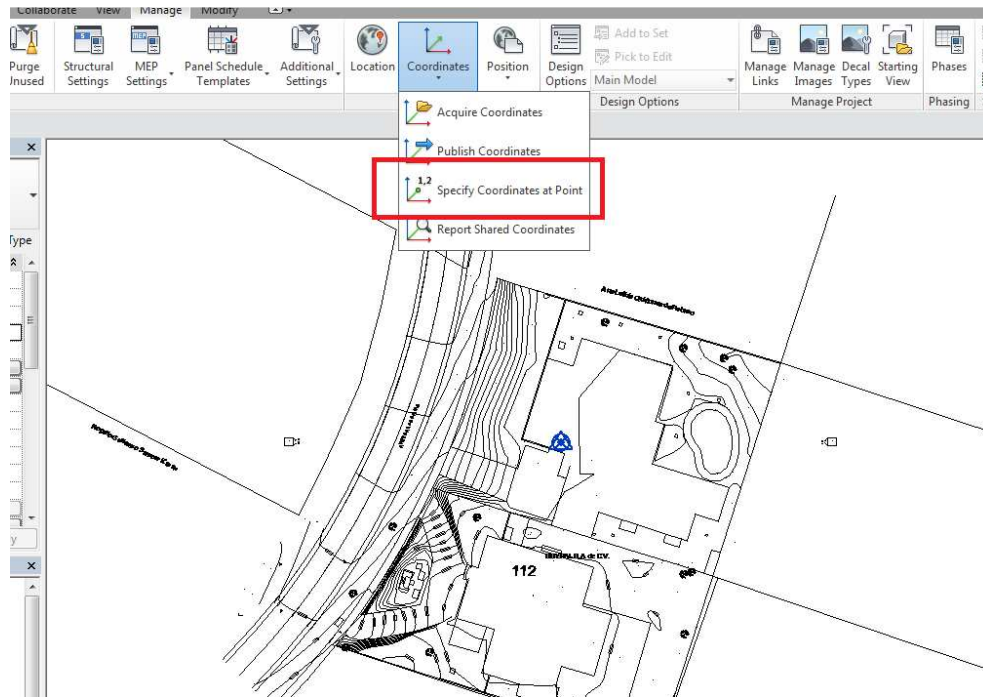 Collaborate View Manage Modify
Purge Unused
Structural Settings
MEP Settings
Panel Schedule Templates
Additional Settings
Location
Coordinates
Position
Design Options
Add to Set
Pick to Edit
Main Model
Manage Links
Manage Images
Decal Types
Starting View
Phases
Design Options
Manage Project
Phasing
Acquire Coordinates
Publish Coordinates
1,2
Specify Coordinates at Point
Report Shared Coordinates
Type
112